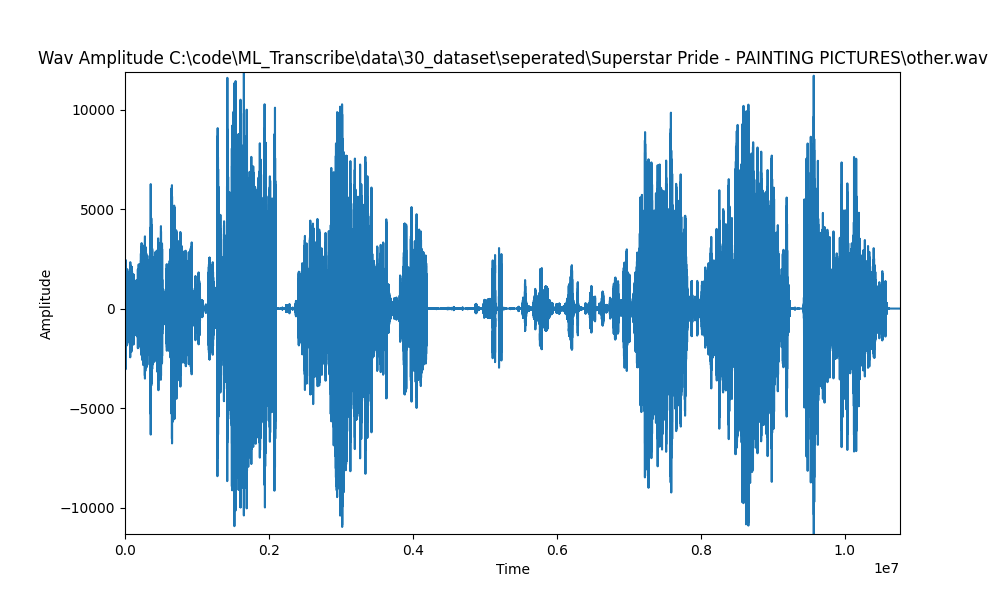 Wav Amplitude C:\code\ML_Transcribe\data\30_dataset\seperated\Superstar Pride - PAINTING PICTURES\other.wav
10000
5000
0
−5000
−10000
Amplitude
0.0 0.2 0.4 0.6 0.8 1.0
1e7
Time